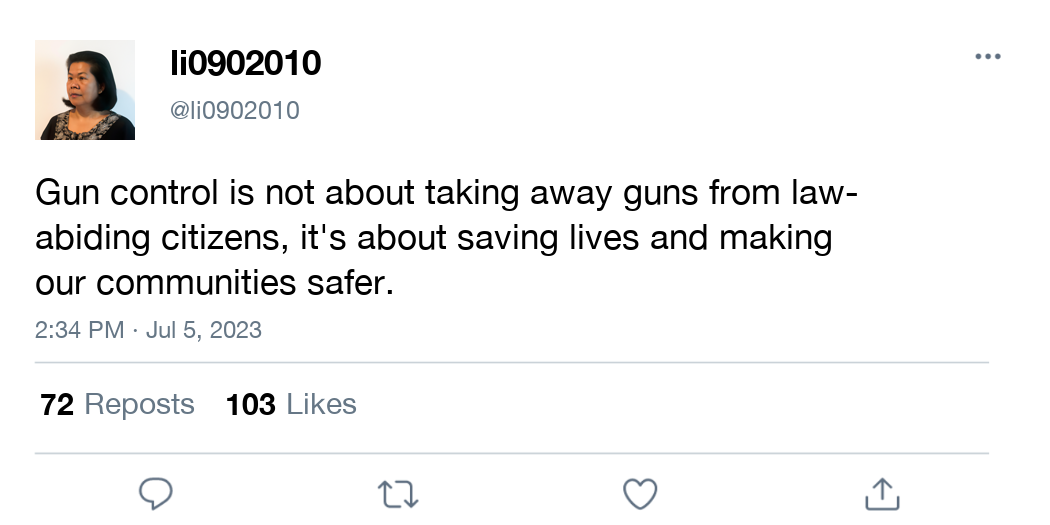 li0902010
@li0902010
Gun control is not about taking away guns from law-
abiding citizens, it's about saving lives and making
our communities safer.
2:34 PM · Jul 5, 2023
72 Reposts 103 Likes